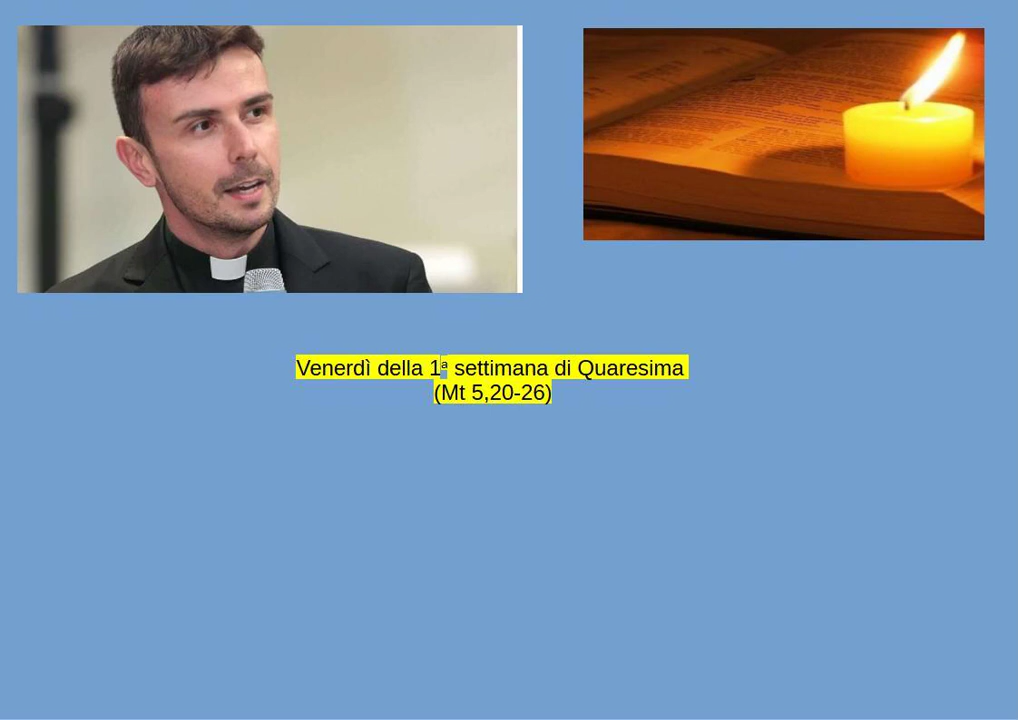 Venerdì della 1ª settimana di Quaresima
(Mt 5,20-26)